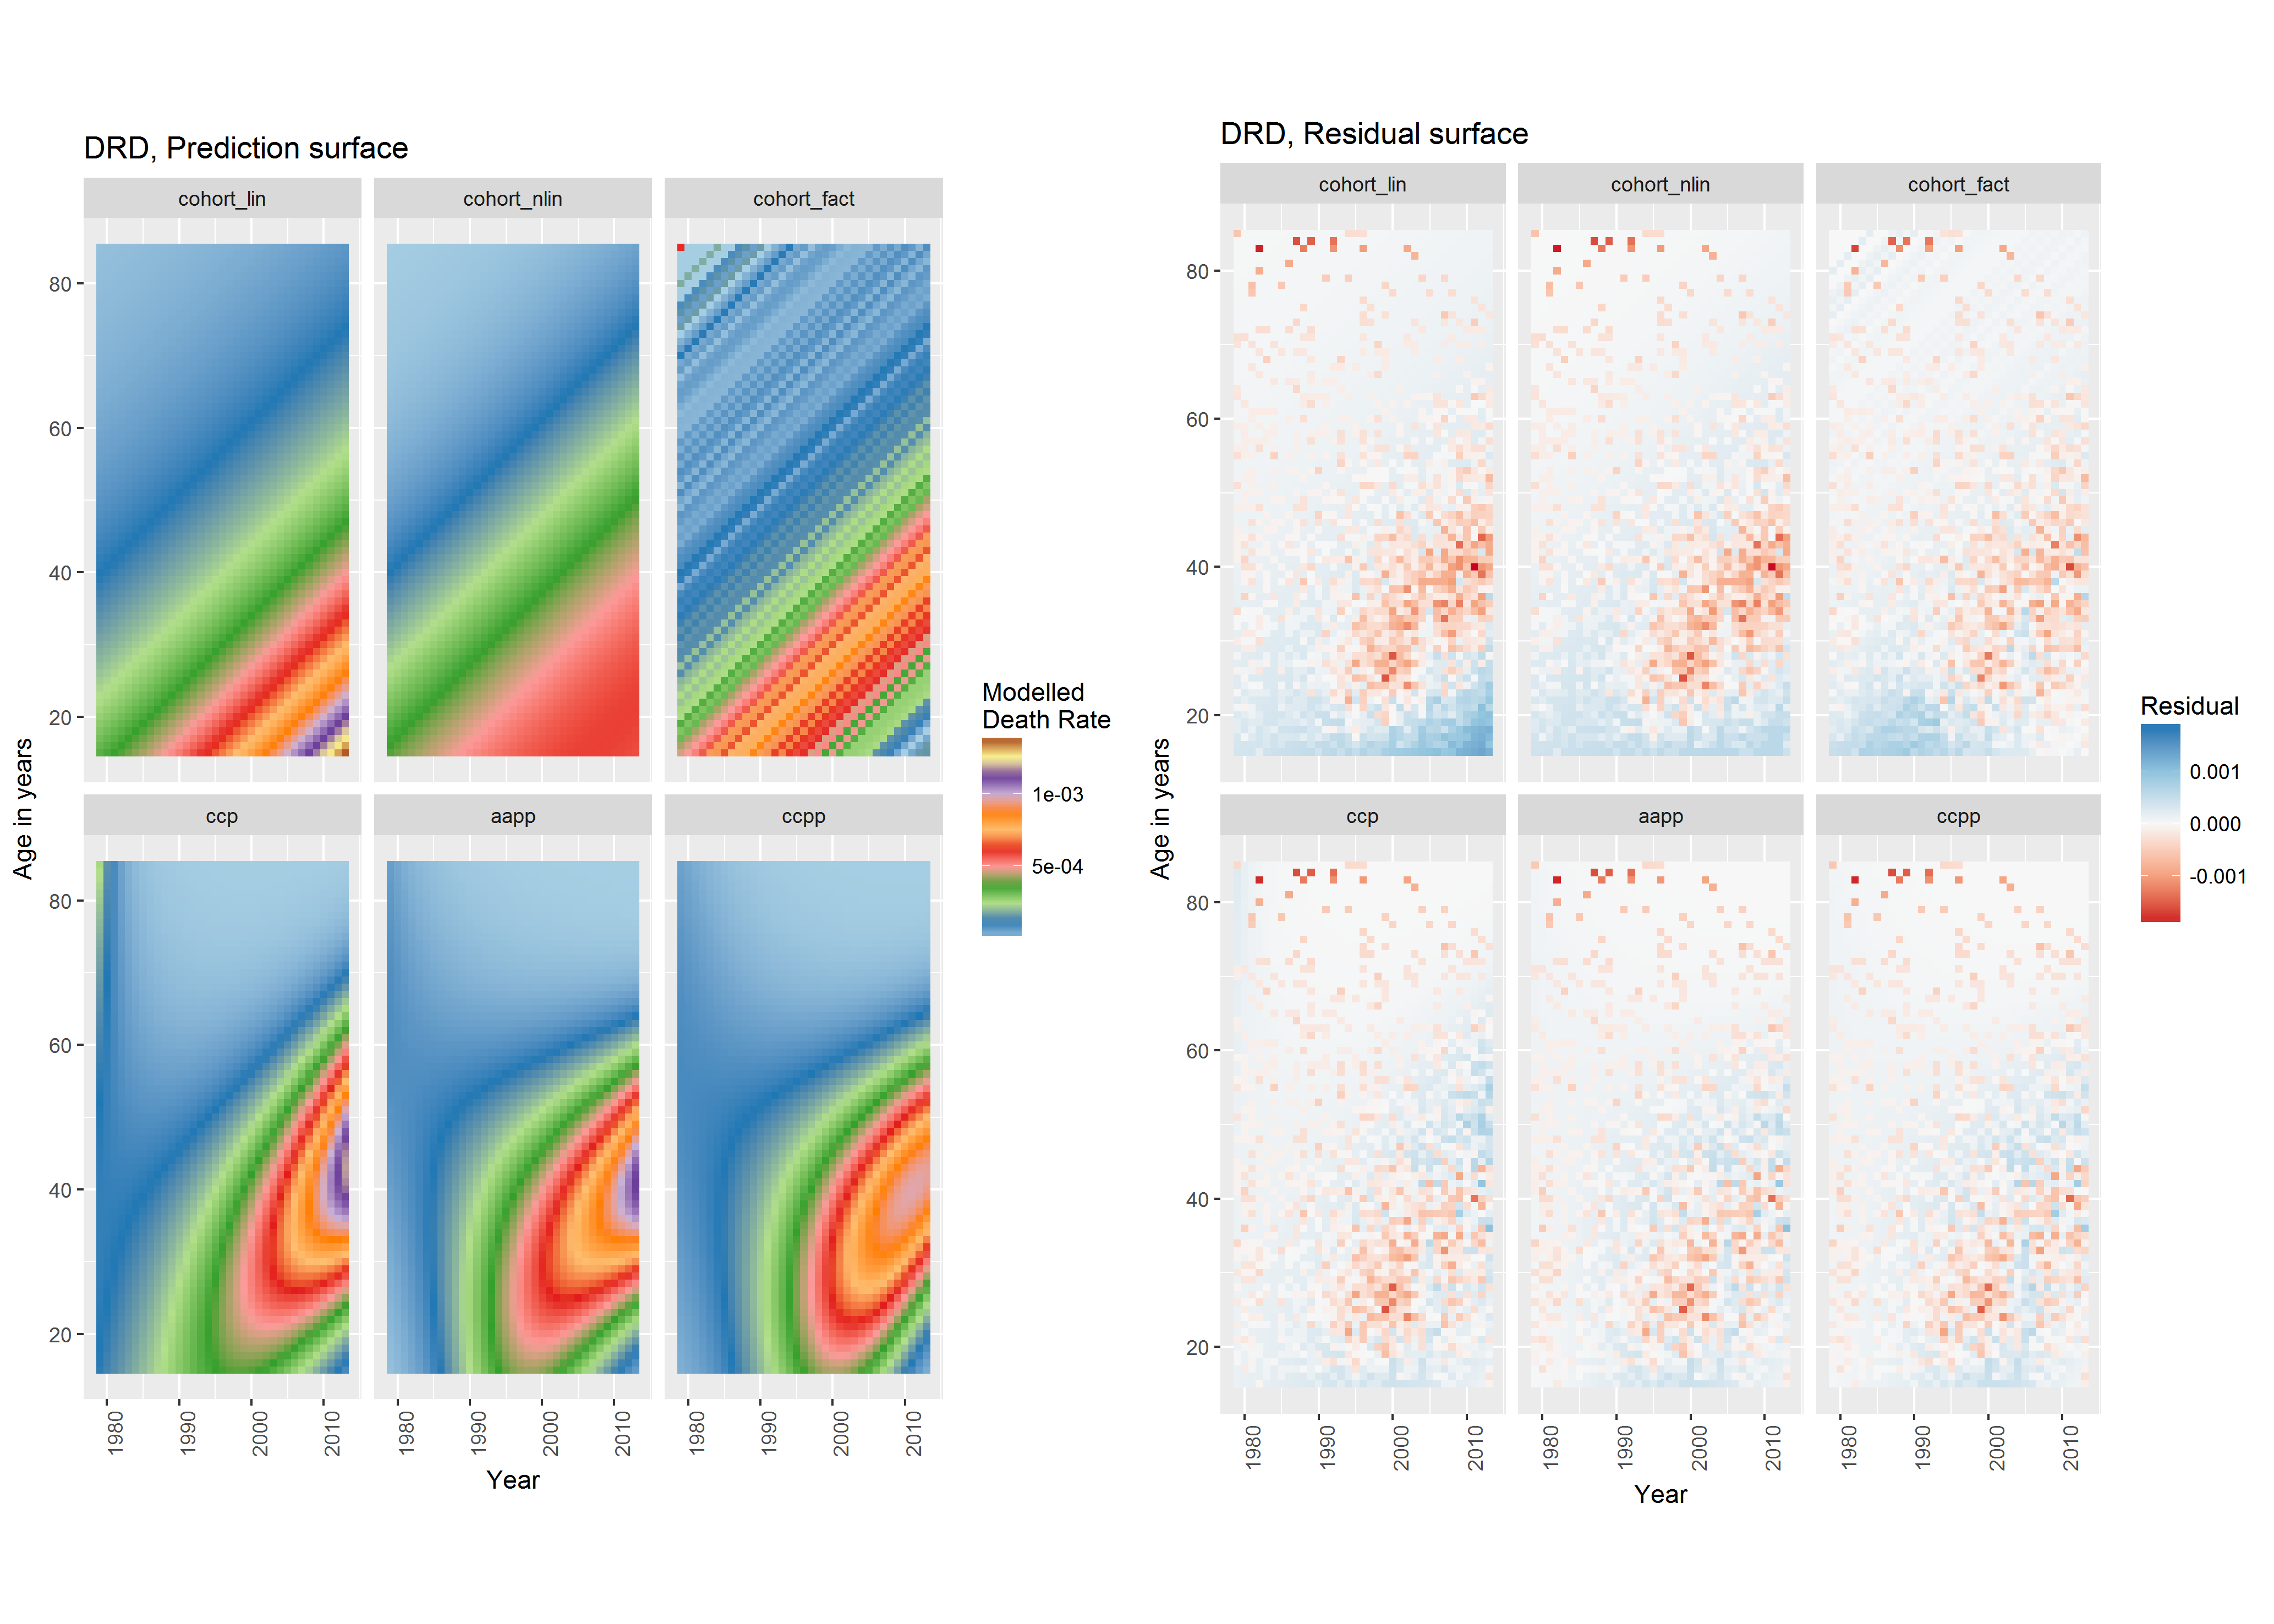 DRD, Prediction surface
cohort_lin cohort_nlin cohort_fact
80
60
40
20
ccp aapp ccpp
80
60
40
20
1980 1990 2000 2010 1980 1990 2000 2010 1980 1990 2000 2010
Year
Age in years
Modelled
Death Rate
1e-03
5e-04
DRD, Residual surface
cohort_lin cohort_nlin cohort_fact
80
60
40
20
ccp aapp ccpp
80
60
40
20
1980 1990 2000 2010 1980 1990 2000 2010 1980 1990 2000 2010
Year
Age in years
Residual
0.001
0.000
-0.001